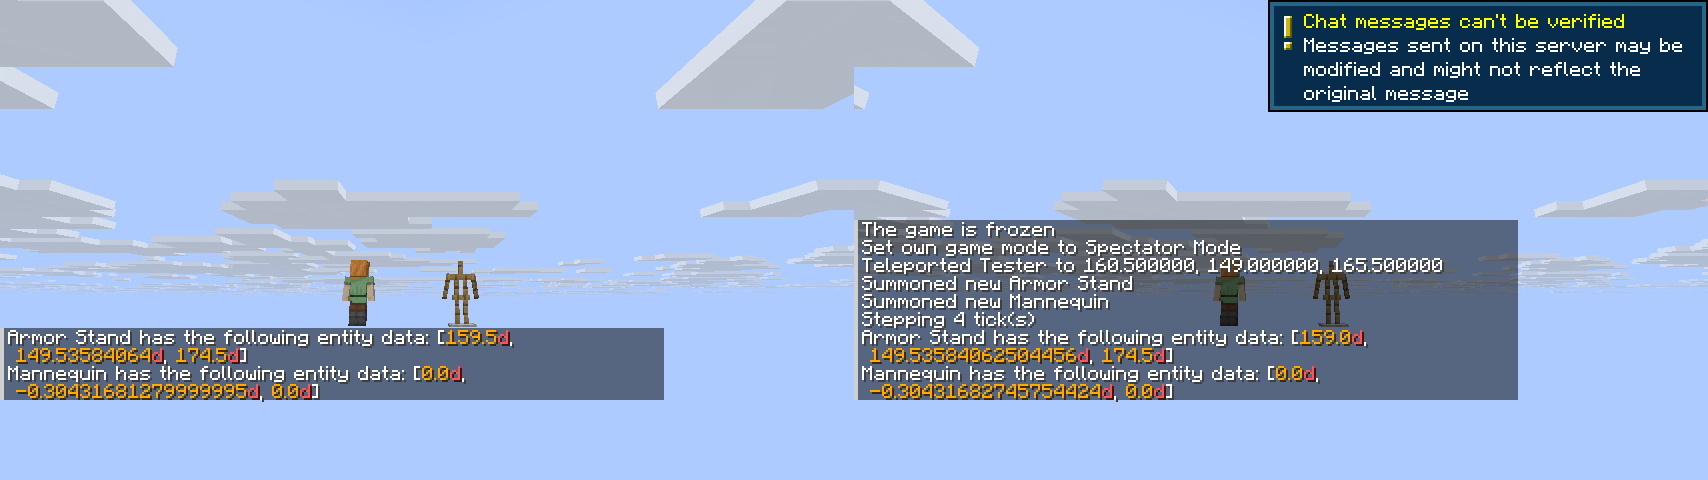 Chat messages can't be verified
Messages sent on this server may be
modified and might not reflect the
original message
Armor Stand has the following entity data: [159.5d,
149.53584064d, 174.5d]
Mannequin has the following entity data: [0.0d,
-0.3043168127999995d, 0.0d]
The game is frozen
Set own game mode to Spectator Mode
Teleported Tester to 160.500000, 149.000000, 165.500000
Summoned new Armor Stand
Summoned new Mannequin
Stepping 4 tick(s)
Armor Stand has the following entity data: [159.0d,
149.53584062504456d, 174.5d]
Mannequin has the following entity data: [0.0d,
-0.30431682745754424d, 0.0d]